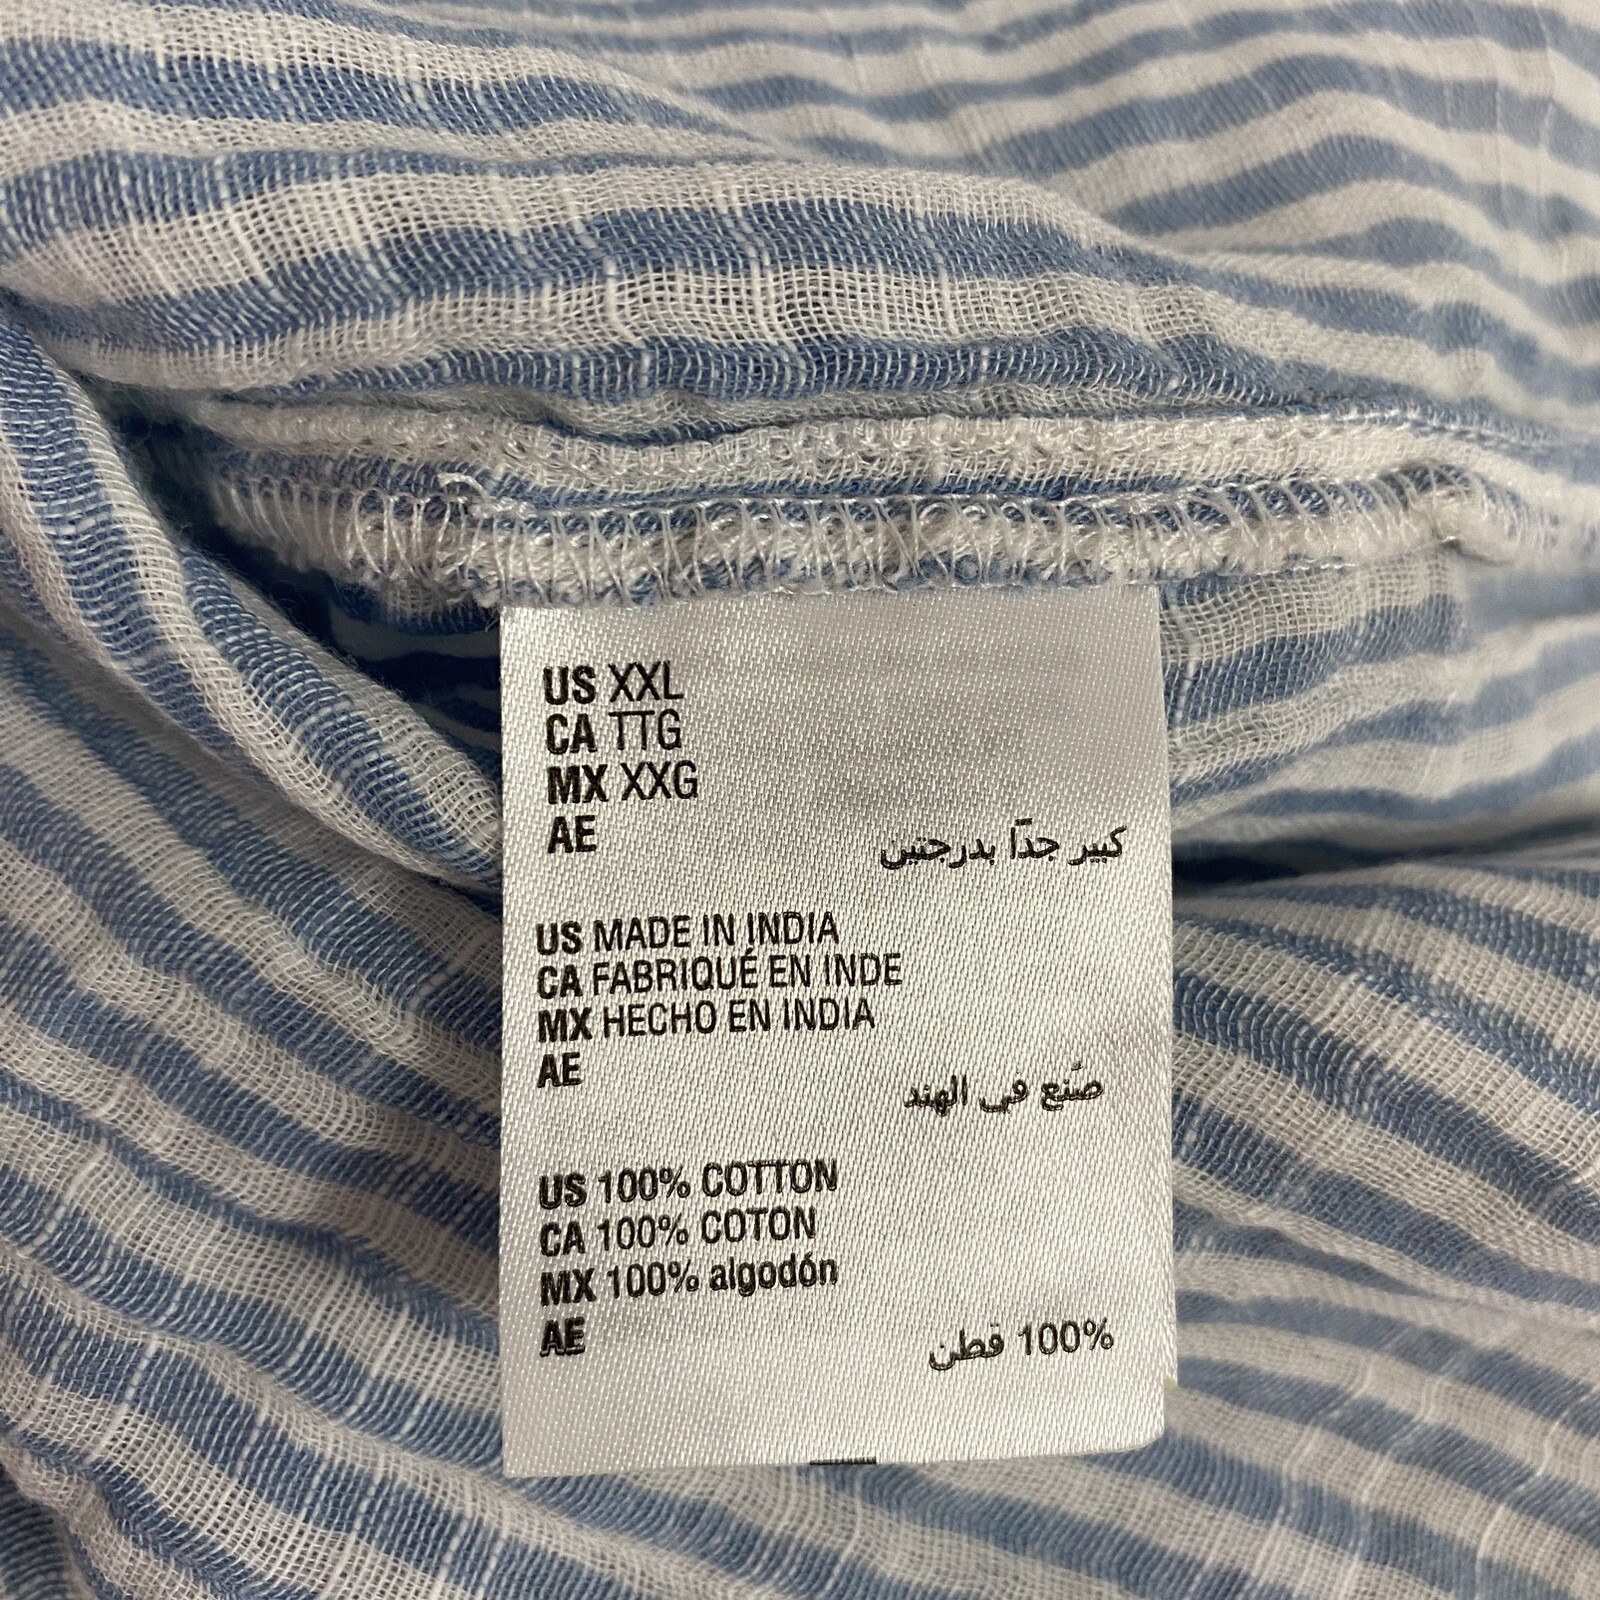 US XXL
CA TTG
MX XXG
AE كبير جدًا بدرجتين
US MADE IN INDIA
CA FABRIQUÉ EN INDE
MX HECHO EN INDIA
AE صُنع في الهند
US 100% COTTON
CA 100% COTON
MX 100% algodón
AE 100% قطن